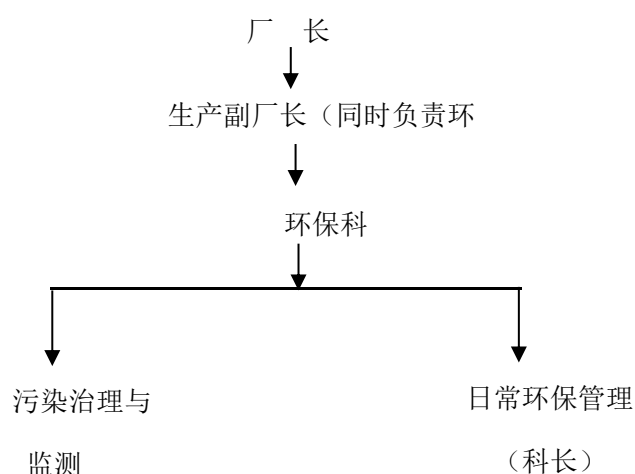 厂 长
生产副厂长（同时负责环
环保科
污染治理与
监测
日常环保管理
（科长）